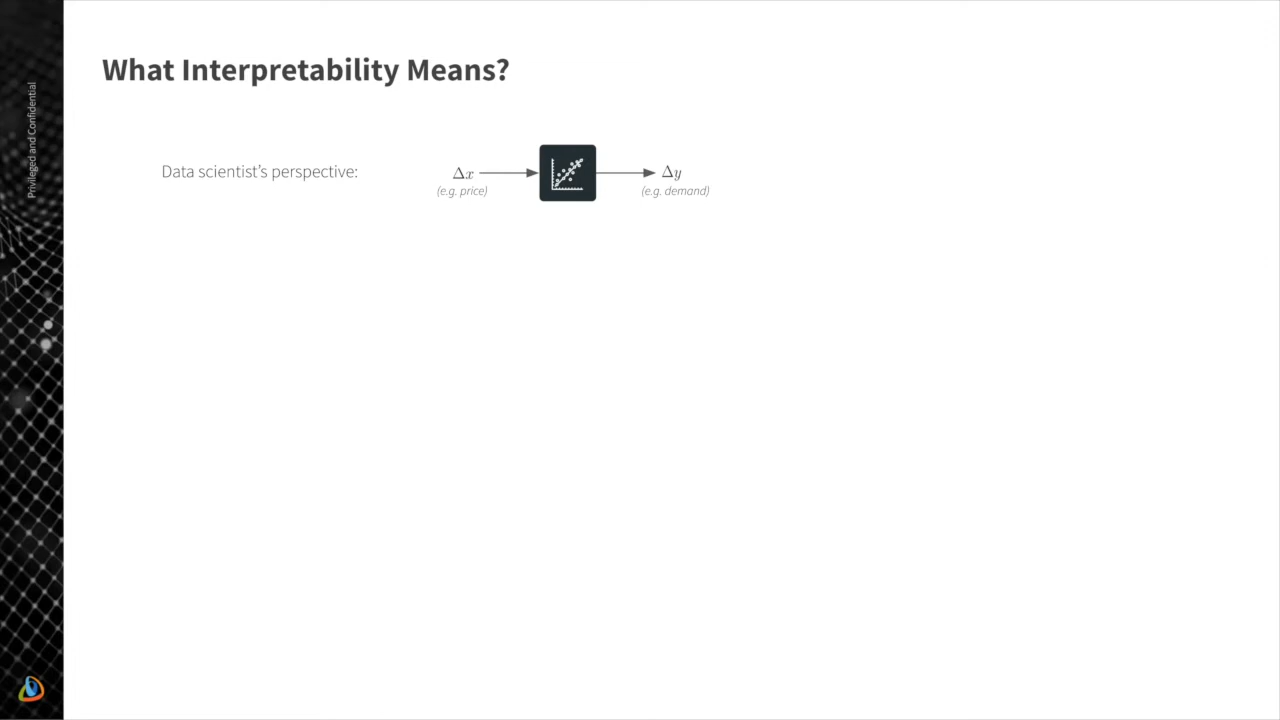 What Interpretability Means?
Privileged and Confidential
Data scientist's perspective:
Δx
Δy
(e.g. price)
(e.g. demand)